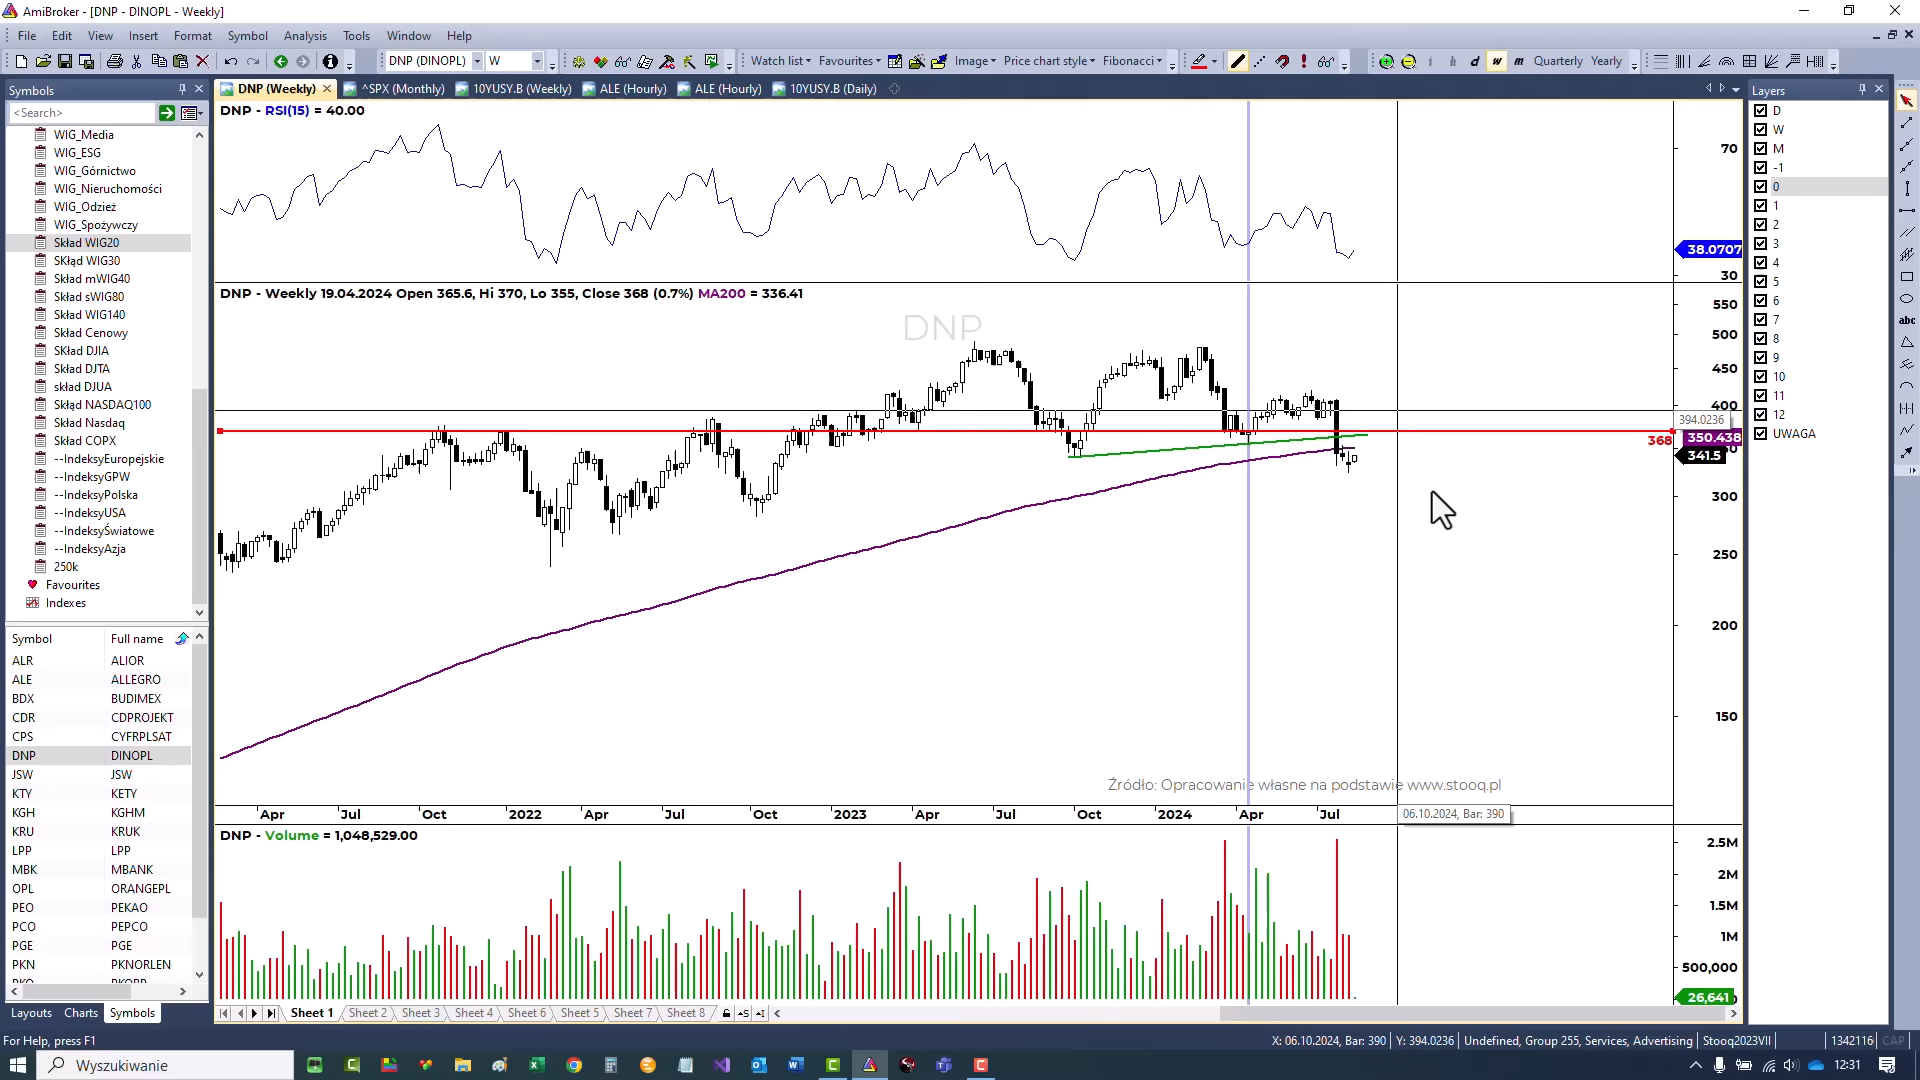 AmiBroker - [DNP - DINOPL - Weekly]
File Edit View Insert Format Symbol Analysis Tools Window Help
DNP (DINOPL) W Watch list Favourites Image Price chart style Fibonacci i h d w m Quarterly Yearly
Symbols
<Search>
WIG_Media
WIG_ESG
WIG_Górnictwo
WIG_Nieruchomości
WIG_Odzież
WIG_Spożywczy
Skład WIG20
SKłąd WIG30
Skład mWIG40
Skład sWIG80
Skład WIG140
Skład Cenowy
SKład DJIA
Skład DJTA
skład DJUA
Skłąd NASDAQ100
Skład Nasdaq
Skład COPX
--IndeksyEuropejskie
--IndeksyGPW
--IndeksyPolska
--IndeksyUSA
--IndeksyŚwiatowe
--IndeksyAzja
250k
Favourites
Indexes
Symbol Full name
ALR ALIOR
ALE ALLEGRO
BDX BUDIMEX
CDR CDPROJEKT
CPS CYFRPLSAT
DNP DINOPL
JSW JSW
KTY KETY
KGH KGHM
KRU KRUK
LPP LPP
MBK MBANK
OPL ORANGEPL
PEO PEKAO
PCO PEPCO
PGE PGE
PKN PKNORLEN
Layouts Charts Symbols
DNP (Weekly) ^SPX (Monthly) 10YUSY.B (Weekly) ALE (Hourly) ALE (Hourly) 10YUSY.B (Daily)
DNP - RSI(15) = 40.00
70
38.0707
30
DNP - Weekly 19.04.2024 Open 365.6, Hi 370, Lo 355, Close 368 (0.7%) MA200 = 336.41
DNP
550
500
450
400
394.0236
368
350.438
341.5
300
250
200
150
Źródło: Opracowanie własne na podstawie www.stooq.pl
Apr Jul Oct 2022 Apr Jul Oct 2023 Apr Jul Oct 2024 Apr Jul
06.10.2024, Bar: 390
DNP - Volume = 1,048,529.00
2.5M
2M
1.5M
1M
500,000
26,641
Sheet 1 Sheet 2 Sheet 3 Sheet 4 Sheet 6 Sheet 5 Sheet 7 Sheet 8
Layers
D
W
M
-1
0
1
2
3
4
5
6
7
8
9
10
11
12
UWAGA
abc
For Help, press F1
X: 06.10.2024, Bar: 390 Y: 394.0236 Undefined, Group 255, Services, Advertising Stooq2023VII 1342116 CAP
Wyszukiwanie
12:31